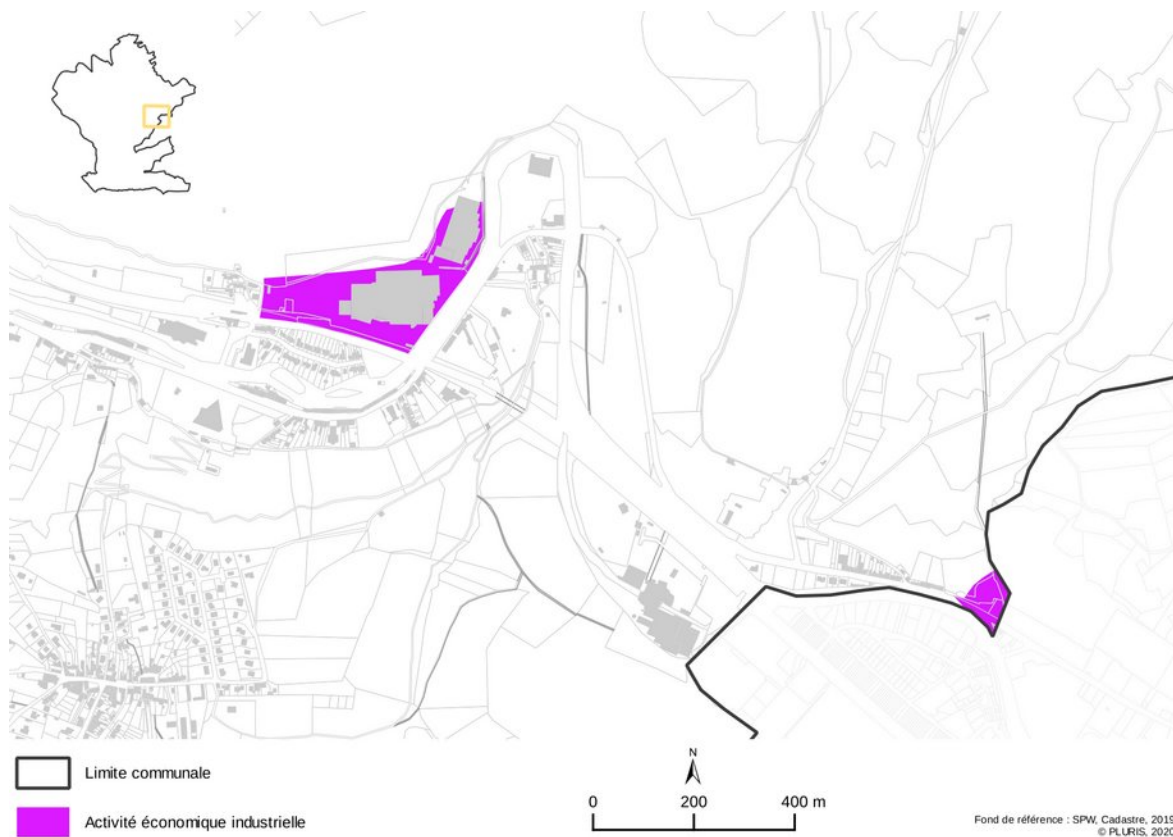 Limite communale
Activité économique industrielle
N
0 200 400 m
Fond de référence : SPW, Cadastre, 2019
© PLURIS, 2020